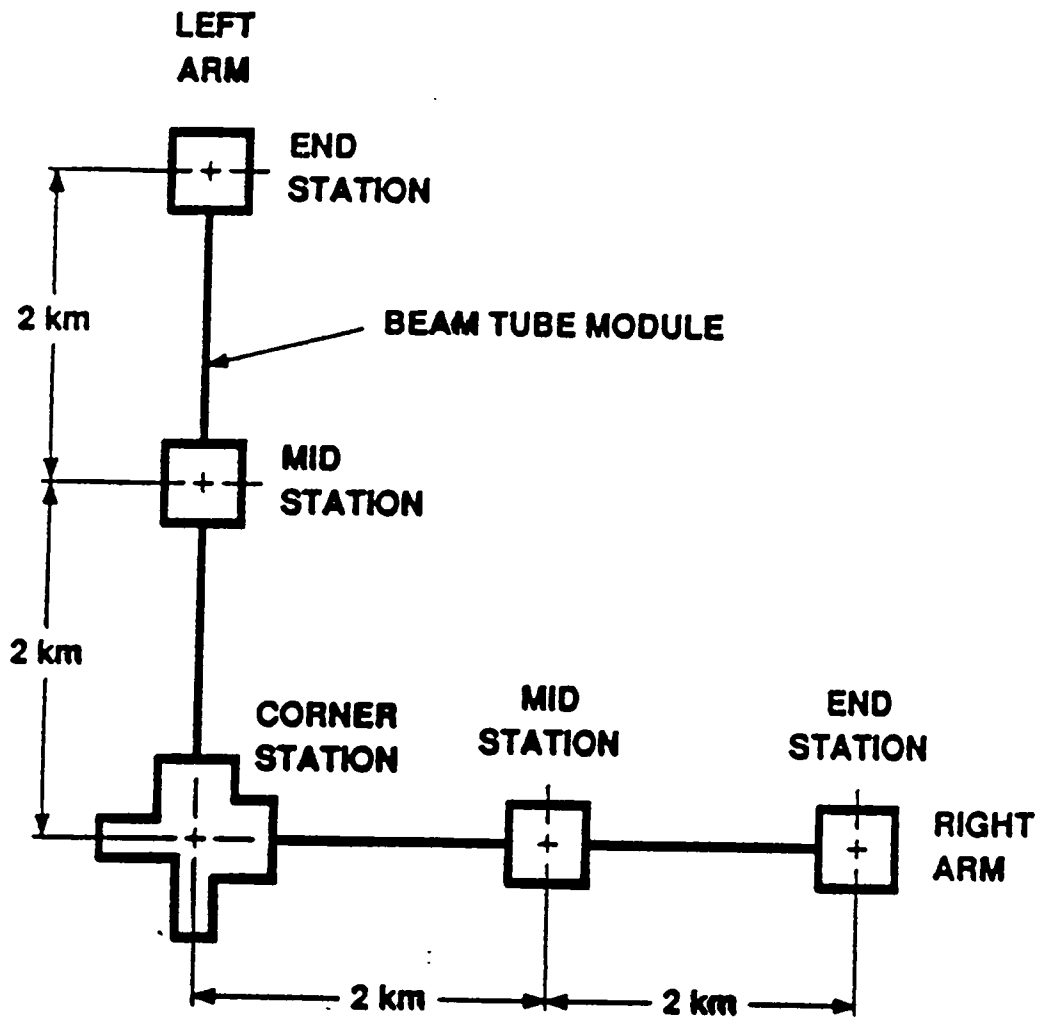 LEFT
ARM
END
STATION
2 km
BEAM TUBE MODULE
MID
STATION
2 km
CORNER
STATION
MID
STATION
END
STATION
RIGHT
ARM
2 km
2 km